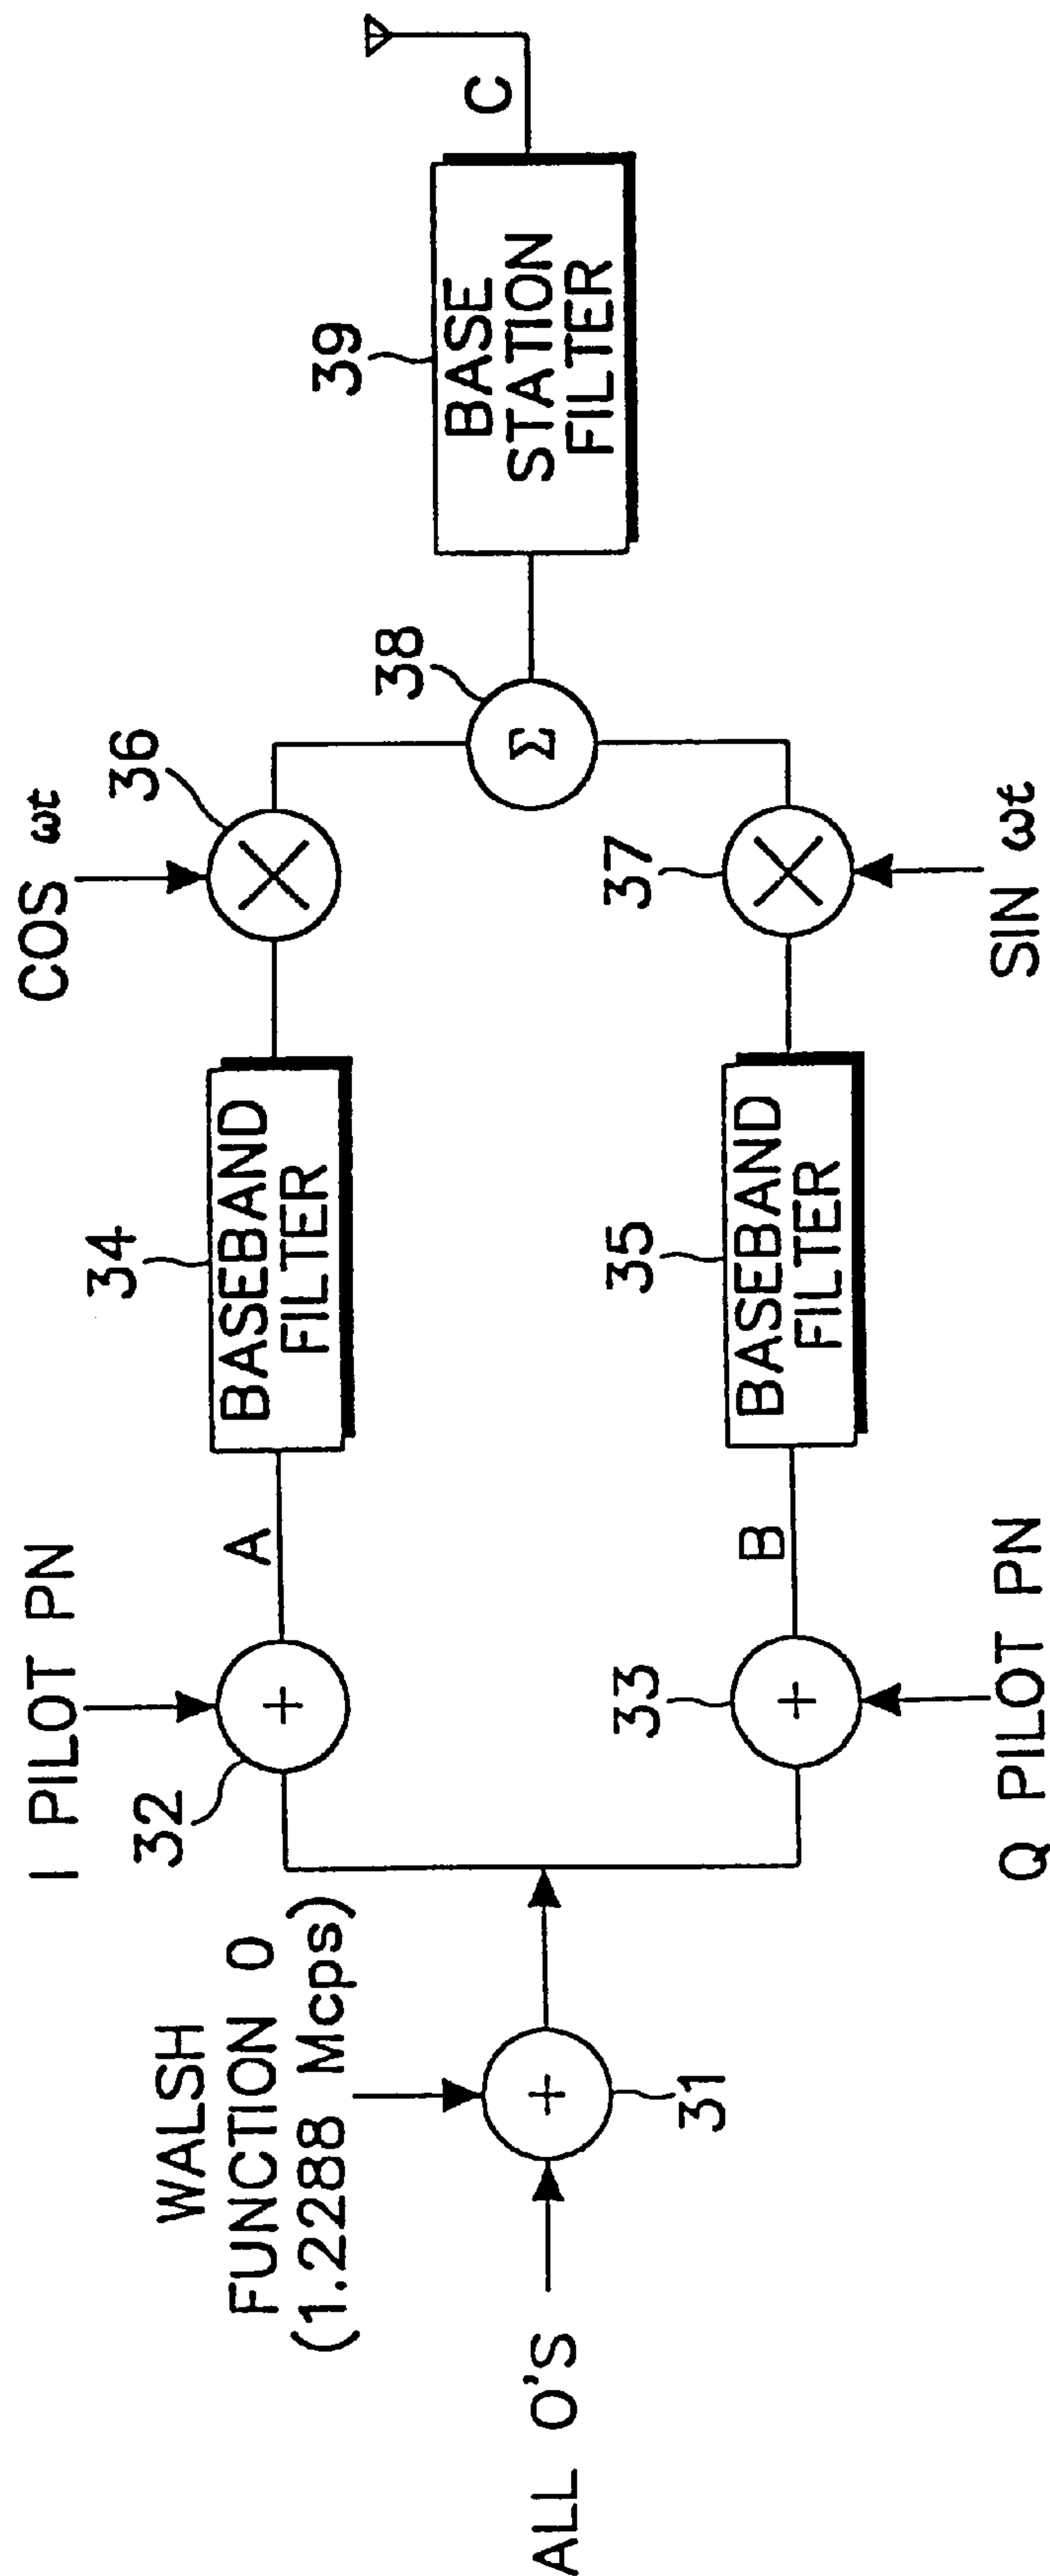 ALL 0'S
WALSH
FUNCTION 0
(1.2288 Mcps)
31
I PILOT PN
32
A
Q PILOT PN
33
B
34
BASEBAND
FILTER
35
BASEBAND
FILTER
COS ωt
36
37
SIN ωt
38
Σ
39
BASE
STATION
FILTER
C